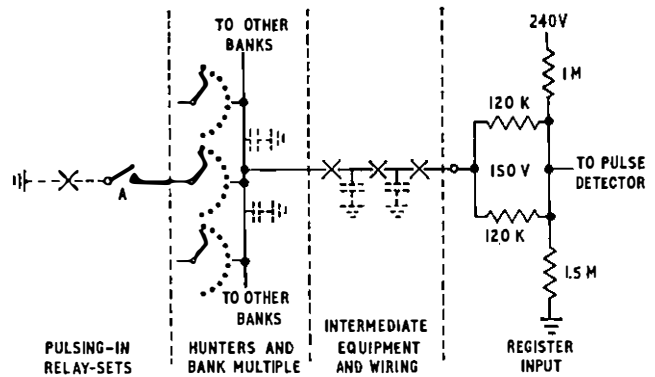 TO OTHER
BANKS
240V
1 M
120 K
150 V
TO PULSE
DETECTOR
A
120 K
1.5 M
TO OTHER
BANKS
PULSING-IN
RELAY-SETS
HUNTERS AND
BANK MULTIPLE
INTERMEDIATE
EQUIPMENT
AND WIRING
REGISTER
INPUT